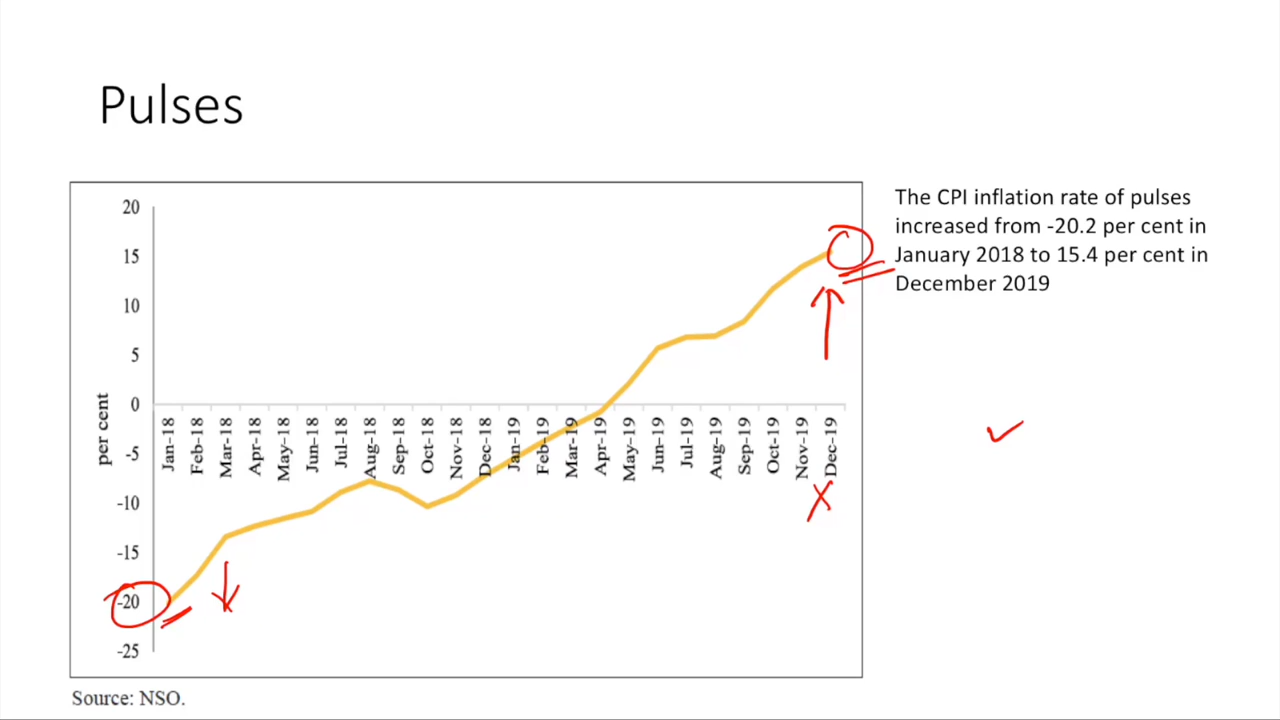 Pulses
The CPI inflation rate of pulses
increased from -20.2 per cent in
January 2018 to 15.4 per cent in
December 2019
20
15
10
5
0
-5
-10
-15
-20
-25
per cent
Jan-18
Feb-18
Mar-18
Apr-18
May-18
Jun-18
Jul-18
Aug-18
Sep-18
Oct-18
Nov-18
Dec-18
Jan-19
Feb-19
Mar-19
Apr-19
May-19
Jun-19
Jul-19
Aug-19
Sep-19
Oct-19
Nov-19
Dec-19
Source: NSO.